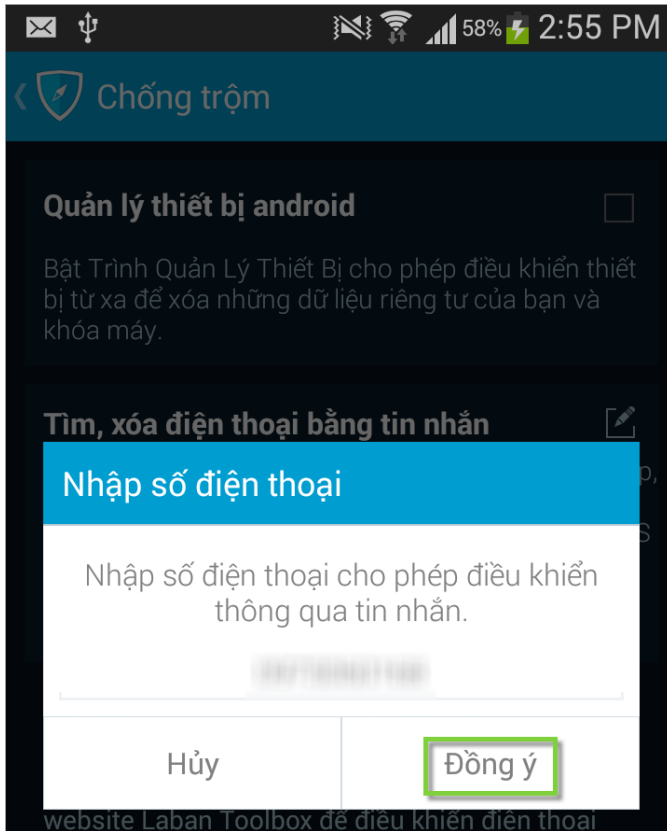 58% 2:55 PM
Chống trộm
Quản lý thiết bị android
Bật Trình Quản Lý Thiết Bị cho phép điều khiển thiết
bị từ xa để xóa những dữ liệu riêng tư của bạn và
khóa máy.
Tìm, xóa điện thoại bằng tin nhắn
p,
Nhập số điện thoại
S
Nhập số điện thoại cho phép điều khiển
thông qua tin nhắn.
Hủy Đồng ý
website Laban Toolbox để điều khiển điện thoại